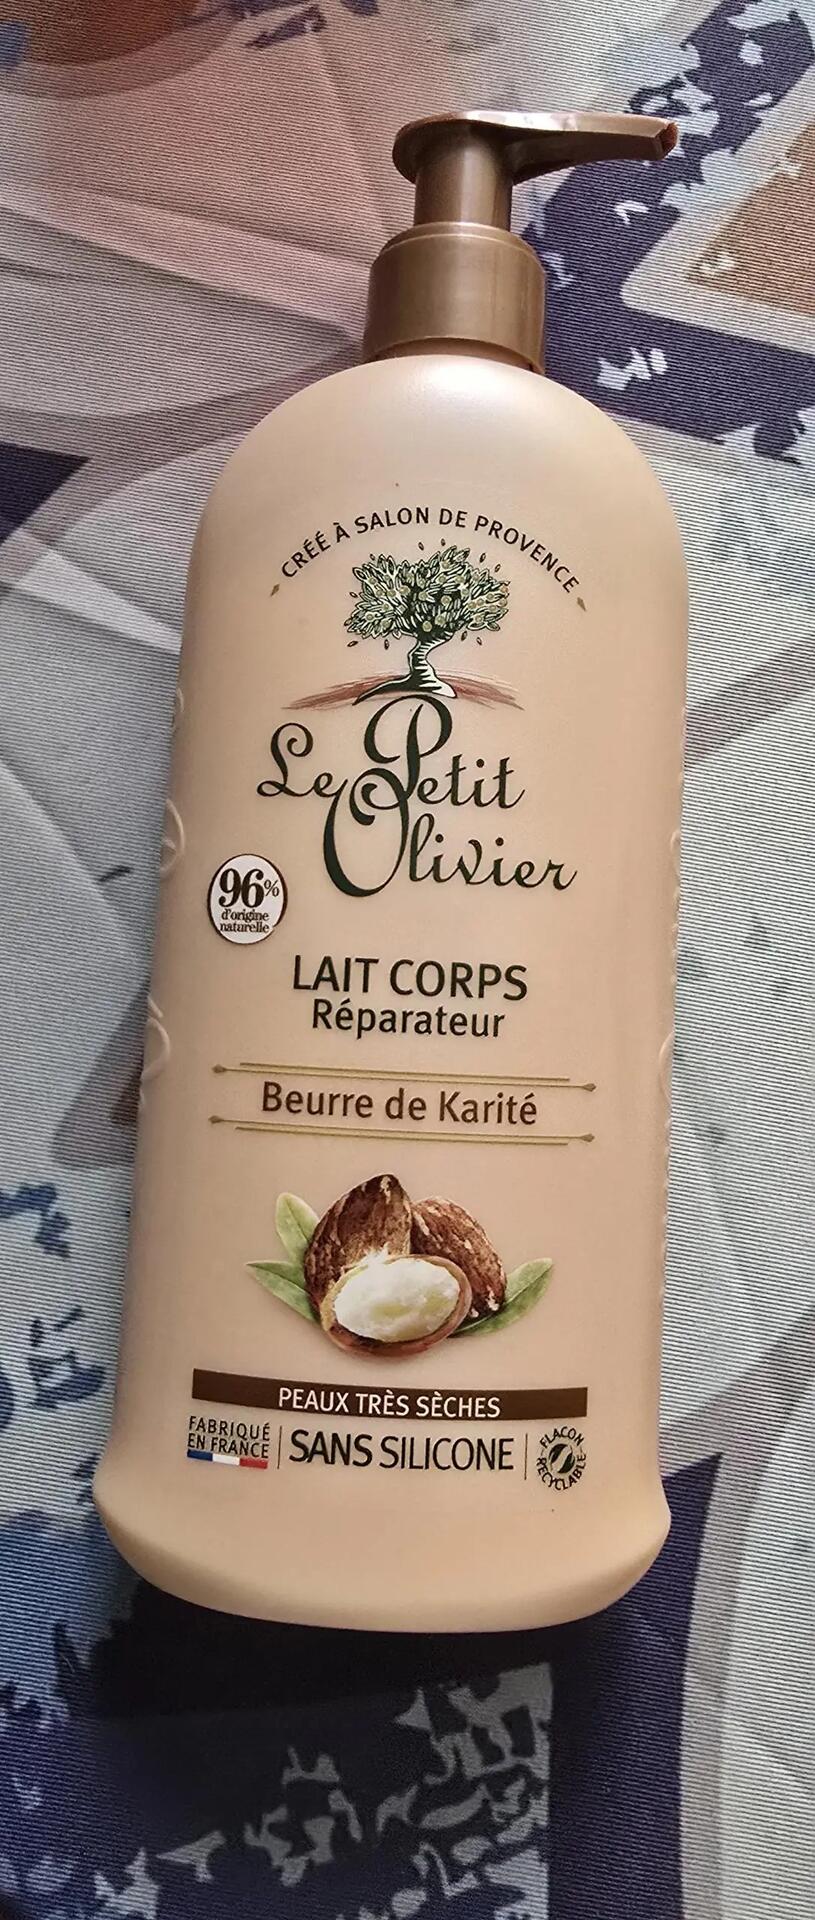 CRÉÉ À SALON DE PROVENCE
Le Petit
Olivier
96%
d'origine
naturelle
LAIT CORPS
Réparateur
Beurre de Karité
PEAUX TRÈS SÈCHES
FABRIQUÉ
EN FRANCE
SANS SILICONE
FLACON
RECYCLABLE